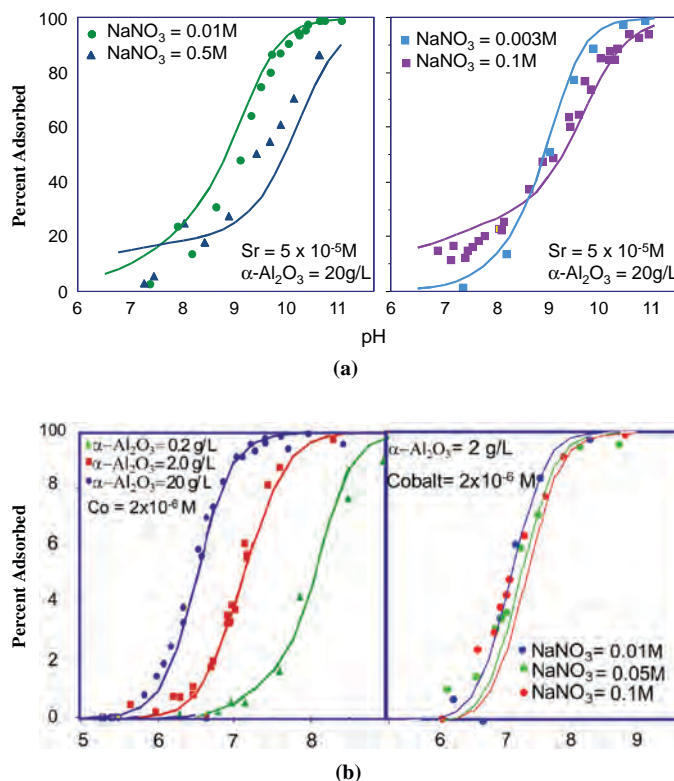 100
80
60
40
20
0
Percent Adsorbed
NaNO3 = 0.01M
NaNO3 = 0.5M
Sr = 5 x 10-5M
α-Al2O3 = 20g/L
6 7 8 9 10 11
NaNO3 = 0.003M
NaNO3 = 0.1M
Sr = 5 x 10-5M
α-Al2O3 = 20g/L
6 7 8 9 10 11
pH
(a)
100
8
6
4
2
0
Percent Adsorbed
α−Al2O3= 0.2 g/L
α−Al2O3= 2.0 g/L
α−Al2O3= 20 g/L
Co = 2x10-6 M
5 6 7 8
α−Al2O3= 2 g/L
Cobalt= 2x10-6 M
NaNO3= 0.01M
NaNO3= 0.05M
NaNO3= 0.1M
6 7 8 9
(b)